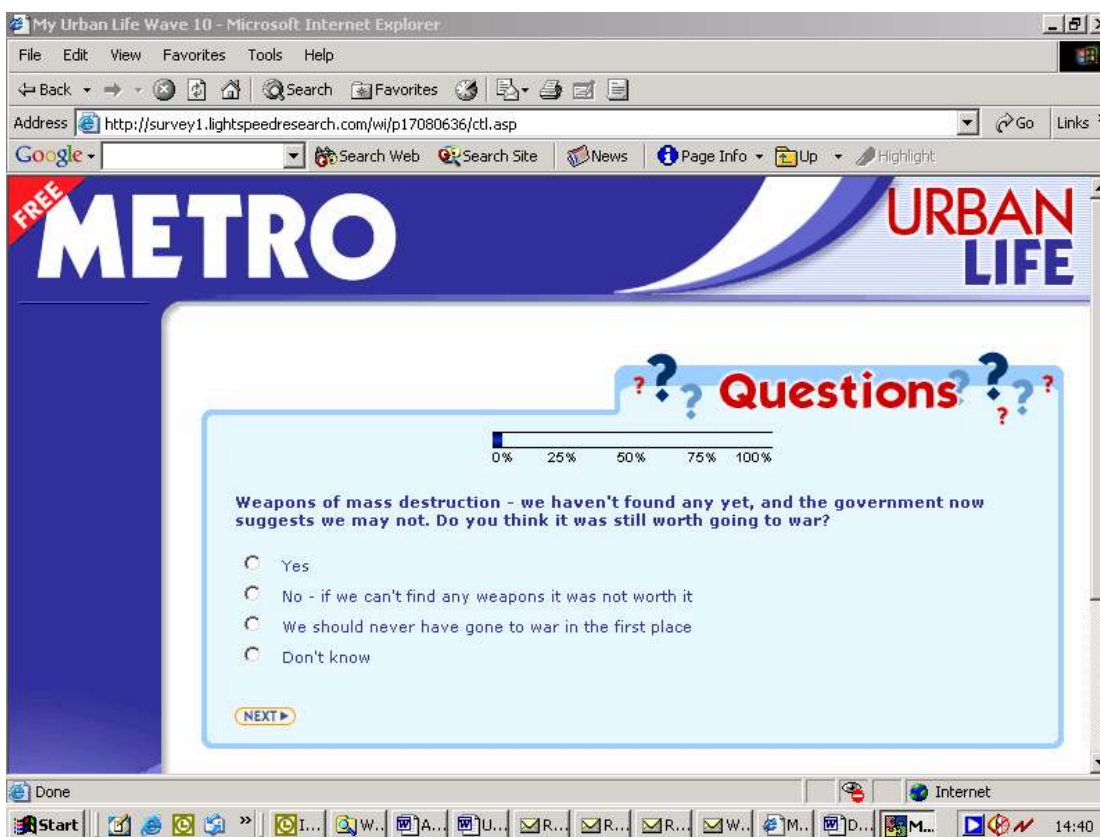 My Urban Life Wave 10 - Microsoft Internet Explorer
File Edit View Favorites Tools Help
Back Search Favorites
Address http://survey1.lightspeedresearch.com/wi/p17080636/ctl.asp Go Links
Google Search Web Search Site News Page Info Up Highlight
FREE
METRO
URBAN
LIFE
? ? ? Questions ? ? ? ? ?
0% 25% 50% 75% 100%
Weapons of mass destruction - we haven't found any yet, and the government now
suggests we may not. Do you think it was still worth going to war?
Yes
No - if we can't find any weapons it was not worth it
We should never have gone to war in the first place
Don't know
NEXT
Done Internet
Start » I... W.. A... U... R... R... R... W... M.. D... M... 14:40